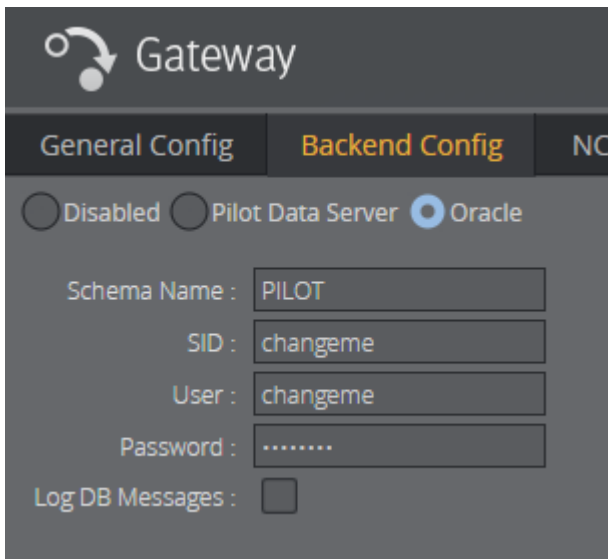 Gateway
General Config Backend Config NC
Disabled Pilot Data Server Oracle
Schema Name : PILOT
SID : changeme
User : changeme
Password : ········
Log DB Messages :